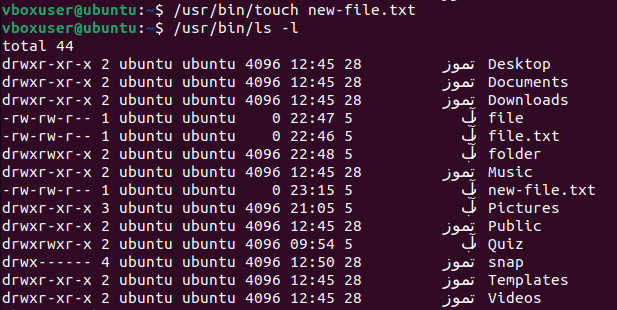 vboxuser@ubuntu:~$ /usr/bin/touch new-file.txt
vboxuser@ubuntu:~$ /usr/bin/ls -l
total 44
drwxr-xr-x 2 ubuntu ubuntu 4096 12:45 28 تموز Desktop
drwxr-xr-x 2 ubuntu ubuntu 4096 12:45 28 تموز Documents
drwxr-xr-x 2 ubuntu ubuntu 4096 12:45 28 تموز Downloads
-rw-rw-r-- 1 ubuntu ubuntu 0 22:47 5 آب file
-rw-rw-r-- 1 ubuntu ubuntu 0 22:46 5 آب file.txt
drwxrwxr-x 2 ubuntu ubuntu 4096 22:48 5 آب folder
drwxr-xr-x 2 ubuntu ubuntu 4096 12:45 28 تموز Music
-rw-rw-r-- 1 ubuntu ubuntu 0 23:15 5 آب new-file.txt
drwxr-xr-x 3 ubuntu ubuntu 4096 21:05 5 آب Pictures
drwxr-xr-x 2 ubuntu ubuntu 4096 12:45 28 تموز Public
drwxrwxr-x 2 ubuntu ubuntu 4096 09:54 5 آب Quiz
drwx------ 4 ubuntu ubuntu 4096 12:50 28 تموز snap
drwxr-xr-x 2 ubuntu ubuntu 4096 12:45 28 تموز Templates
drwxr-xr-x 2 ubuntu ubuntu 4096 12:45 28 تموز Videos